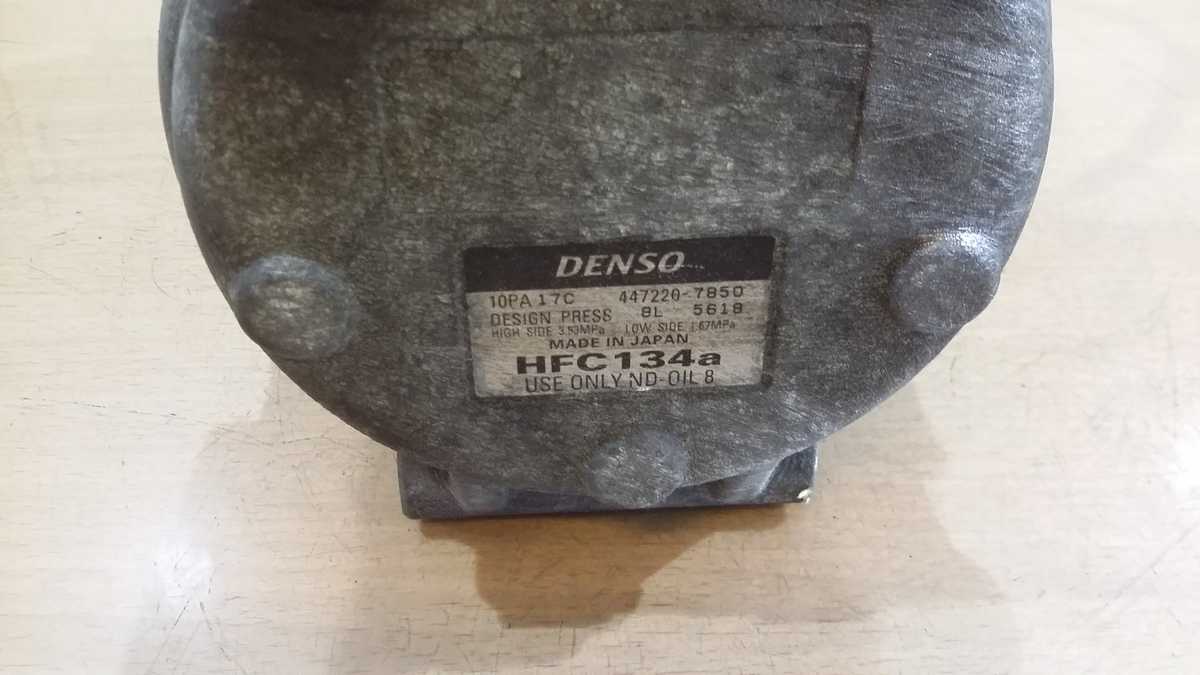 DENSO
10PA 17C 447220-7850
DESIGN PRESS 8L 5618
HIGH SIDE 3.53MPa LOW SIDE 1.67MPa
MADE IN JAPAN
HFC134a
USE ONLY ND-OIL 8